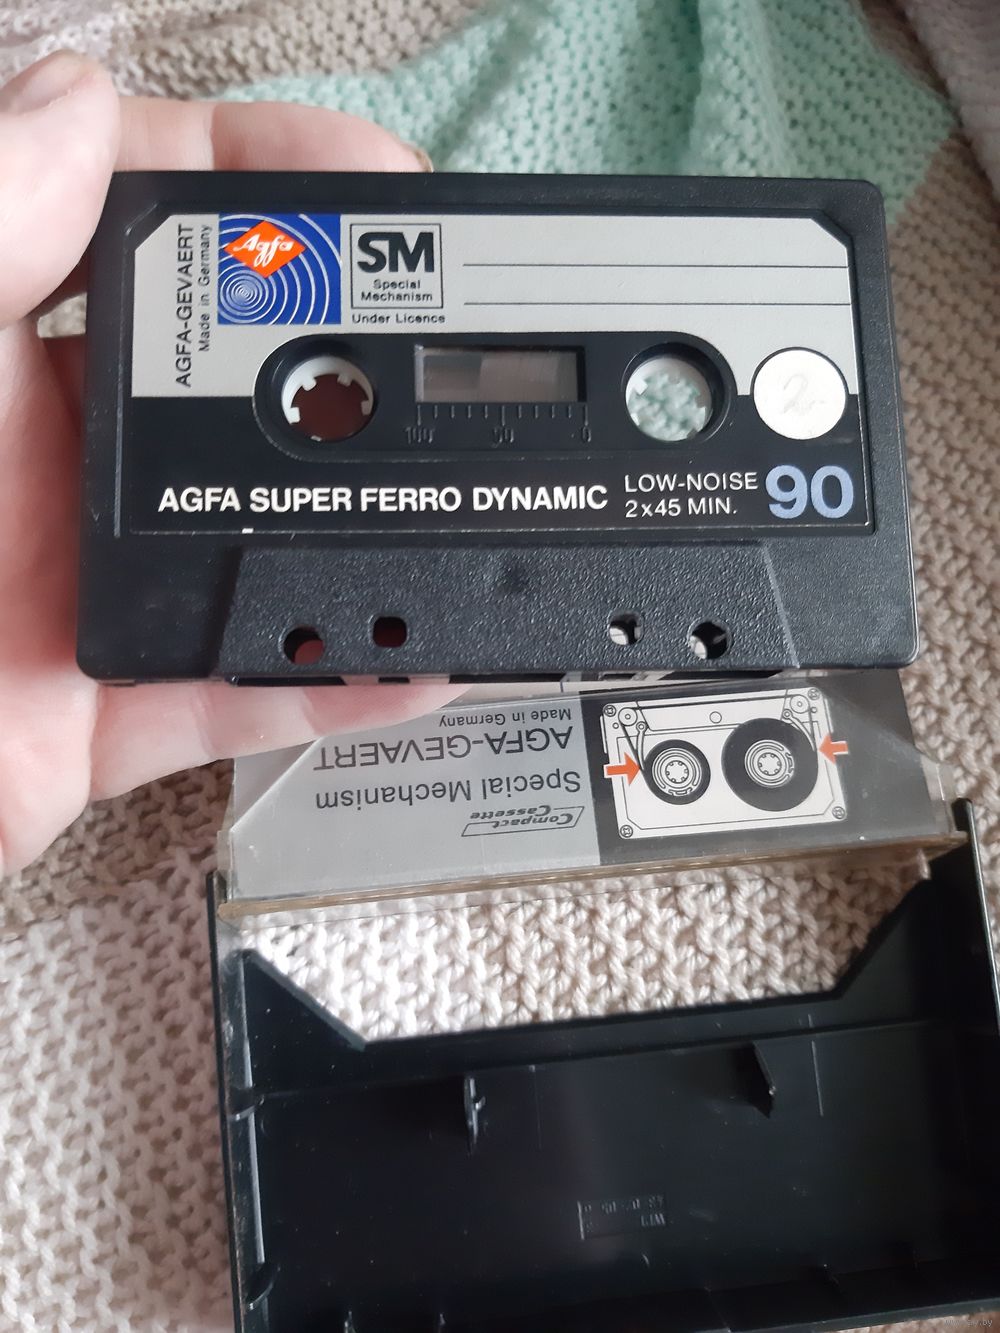 AGFA-GEVAERT
Made in Germany
Agfa
SM
Special
Mechanism
Under Licence
100 50 0
2
AGFA SUPER FERRO DYNAMIC
LOW-NOISE
2x45 MIN.
90
Made in Germany
AGFA-GEVAERT
Special Mechanism
Compact
Cassette